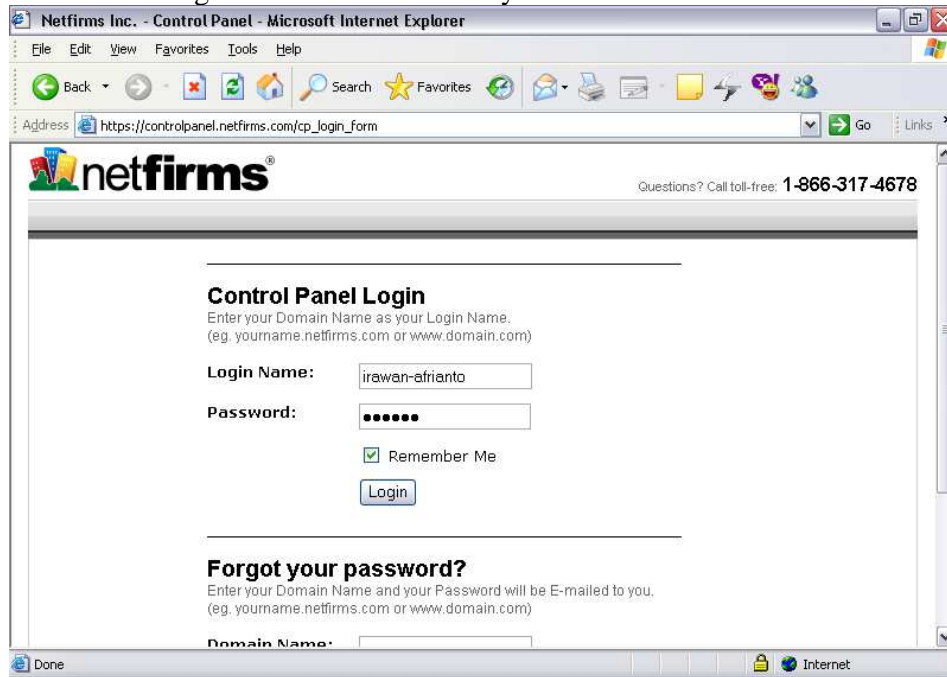 Netfirms Inc. - Control Panel - Microsoft Internet Explorer
File Edit View Favorites Tools Help
Back Search Favorites
Address https://controlpanel.netfirms.com/cp_login_form Go Links
netfirms®
Questions? Call toll-free: 1-866-317-4678
Control Panel Login
Enter your Domain Name as your Login Name.
(eg. yourname.netfirms.com or www.domain.com)
Login Name: irawan-afrianto
Password: ••••••
Remember Me
Login
Forgot your password?
Enter your Domain Name and your Password will be E-mailed to you.
(eg. yourname.netfirms.com or www.domain.com)
Domain Name:
Done Internet